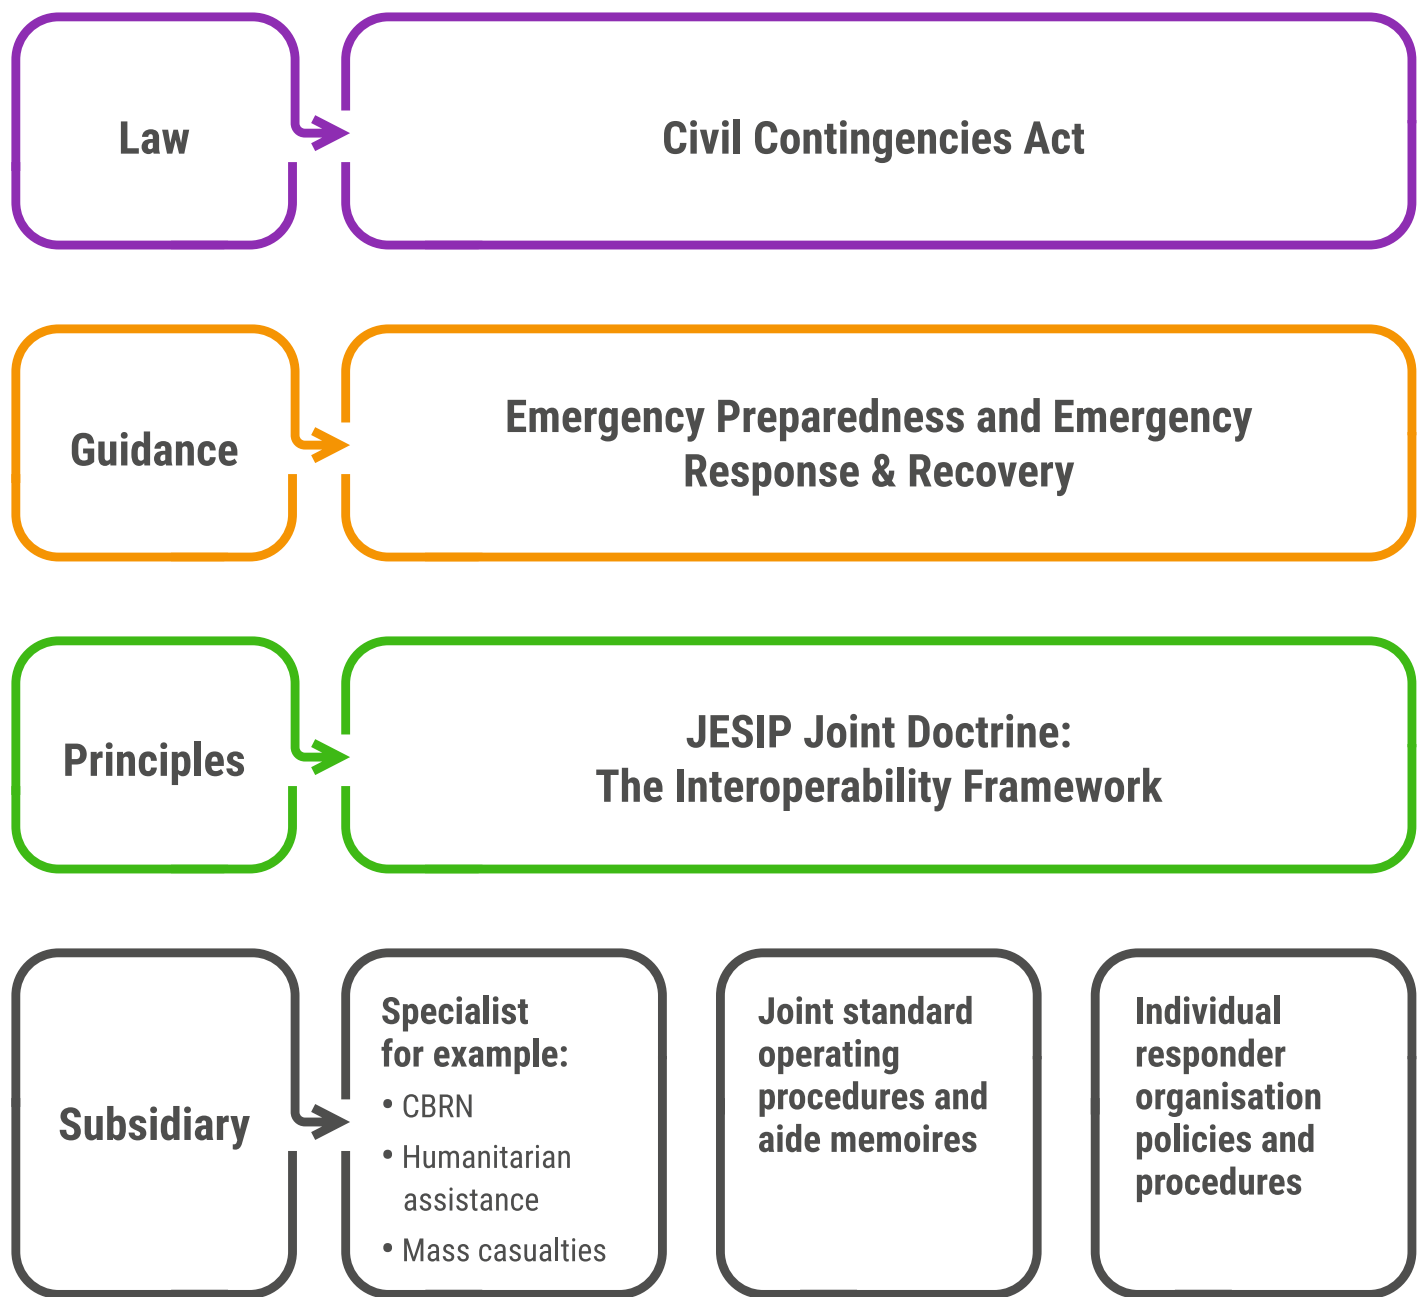 Law
Civil Contingencies Act
Guidance
Emergency Preparedness and Emergency
Response & Recovery
Principles
JESIP Joint Doctrine:
The Interoperability Framework
Subsidiary
Specialist
for example:
• CBRN
• Humanitarian
assistance
• Mass casualties
Joint standard
operating
procedures and
aide memoires
Individual
responder
organisation
policies and
procedures